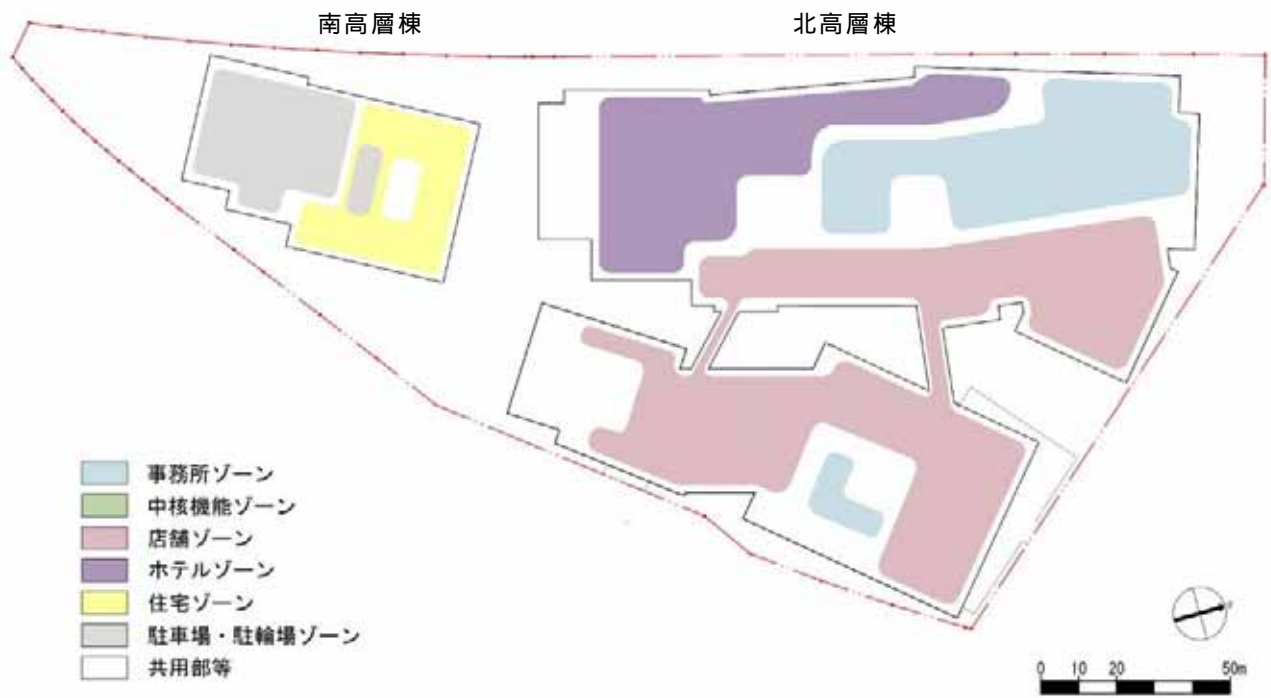 南高層棟
北高層棟
事務所ゾーン
中核機能ゾーン
店舗ゾーン
ホテルゾーン
住宅ゾーン
駐車場・駐輪場ゾーン
共用部等
0 10 20 50m